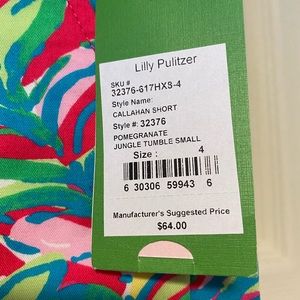 Lilly Pulitzer
SKU #
32376-617HX8-4
Style Name:
CALLAHAN SHORT
Style #: 32376
POMEGRANATE
JUNGLE TUMBLE SMALL
Size : 4
6 30306 59943 6
Manufacturer's Suggested Price
$64.00